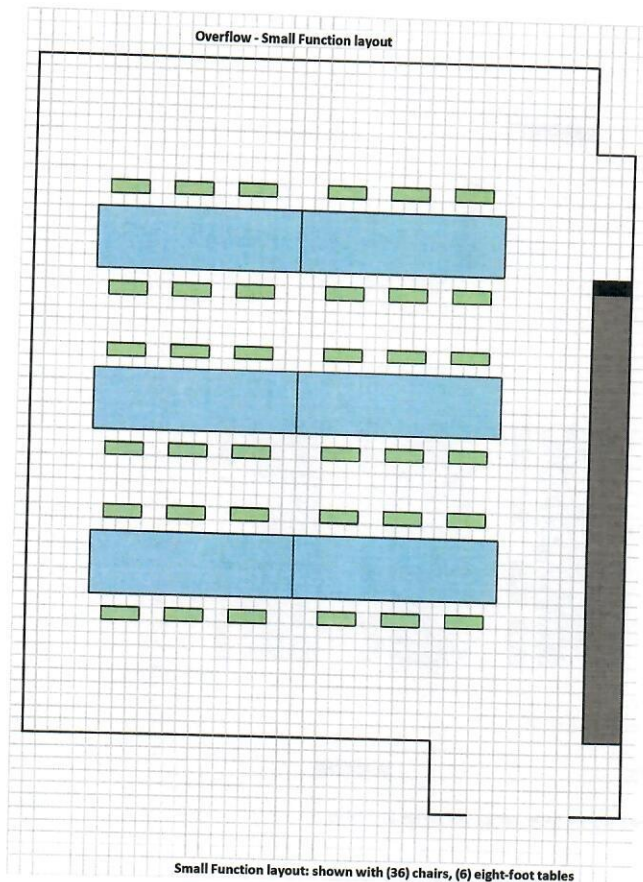 Overflow - Small Function layout
Small Function layout: shown with (36) chairs, (6) eight-foot tables